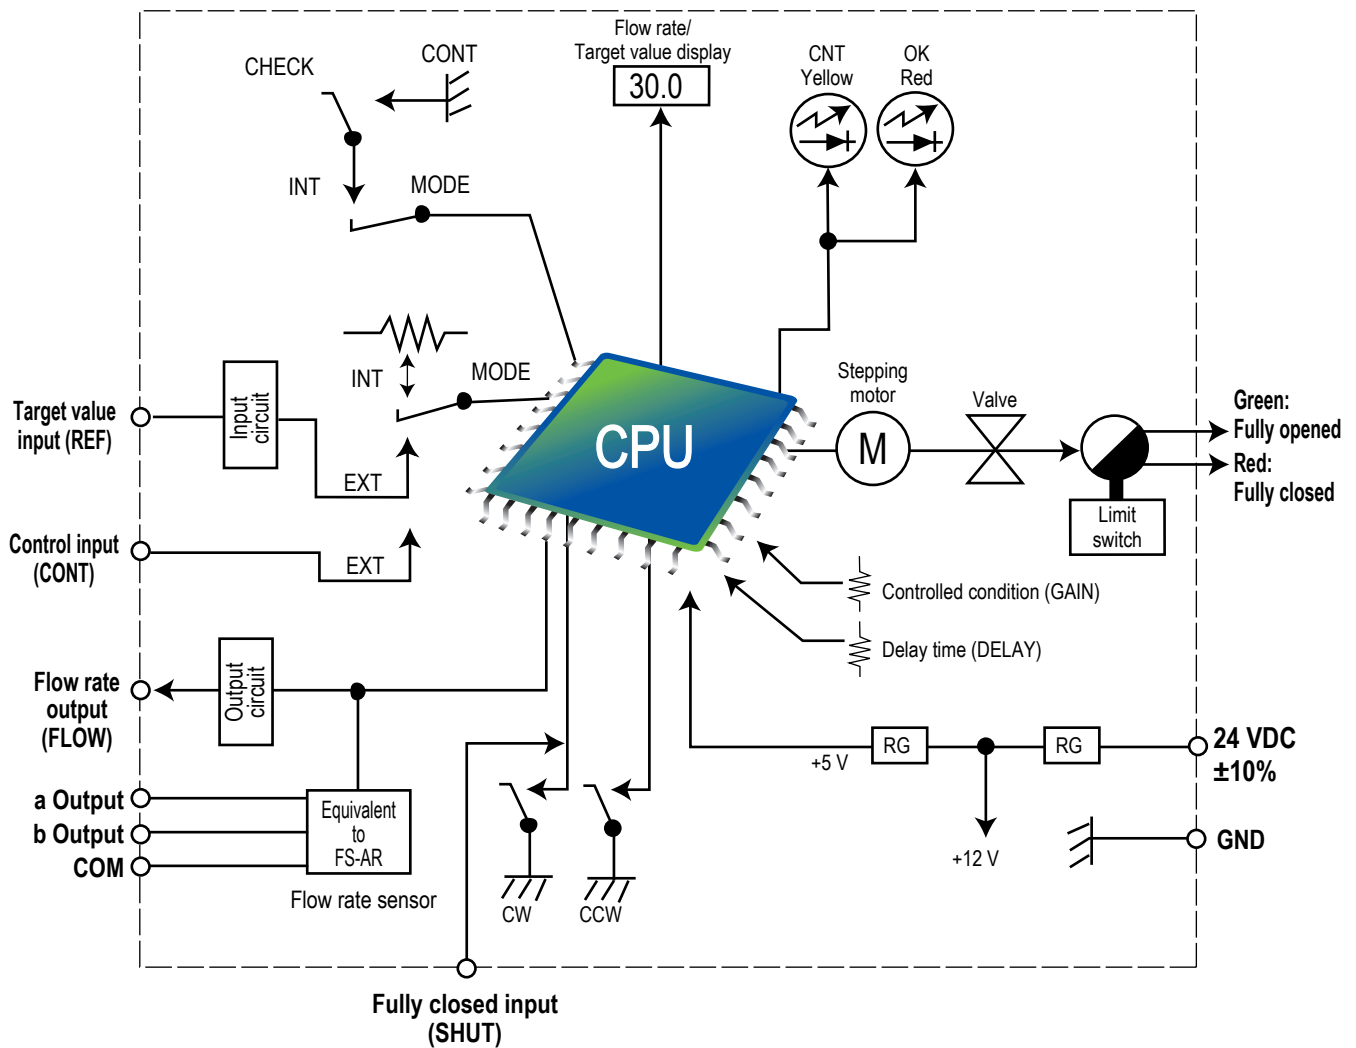 Flow rate/
Target value display
30.0
CHECK
CONT
CNT
Yellow
OK
Red
INT
MODE
INT
MODE
Input
circuit
Target value
input (REF)
EXT
CPU
Stepping
motor
M
Valve
Green:
Fully opened
Red:
Fully closed
Limit
switch
Control input
(CONT)
EXT
Controlled condition (GAIN)
Delay time (DELAY)
Flow rate
output
(FLOW)
Output
circuit
+5 V
RG
RG
24 VDC
±10%
a Output
b Output
COM
Equivalent
to
FS-AR
Flow rate sensor
CW
CCW
+12 V
GND
Fully closed input
(SHUT)